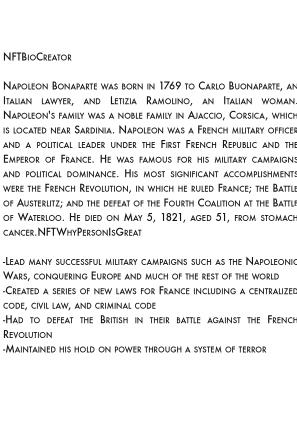 NFTBioCreator
Napoleon Bonaparte was born in 1769 to Carlo Buonaparte, an
Italian lawyer, and Letizia Ramolino, an Italian woman.
Napoleon's family was a noble family in Ajaccio, Corsica, which
is located near Sardinia. Napoleon was a French military officer
and a political leader under the First French Republic and the
Emperor of France. He was famous for his military campaigns
and political dominance. His most significant accomplishments
were the French Revolution, in which he ruled France; the Battle
of Austerlitz; and the defeat of the Fourth Coalition at the Battle
of Waterloo. He died on May 5, 1821, aged 51, from stomach
cancer.NFTWhyPersonIsGreat
-Lead many successful military campaigns such as the Napoleonic
Wars, conquering Europe and much of the rest of the world
-Created a series of new laws for France including a centralized
code, civil law, and criminal code
-Had to defeat the British in their battle against the French
Revolution
-Maintained his hold on power through a system of terror